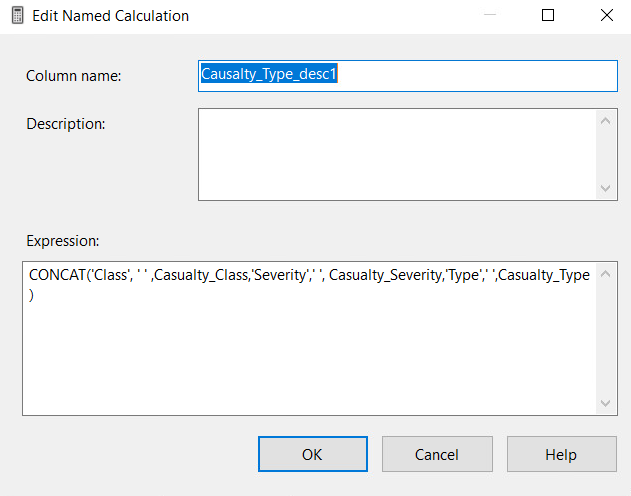 Edit Named Calculation
Column name:
Causalty_Type_desc1
Description:
Expression:
CONCAT('Class', ' ' ,Casualty_Class,'Severity',' ', Casualty_Severity,'Type',' ',Casualty_Type
)
OK
Cancel
Help